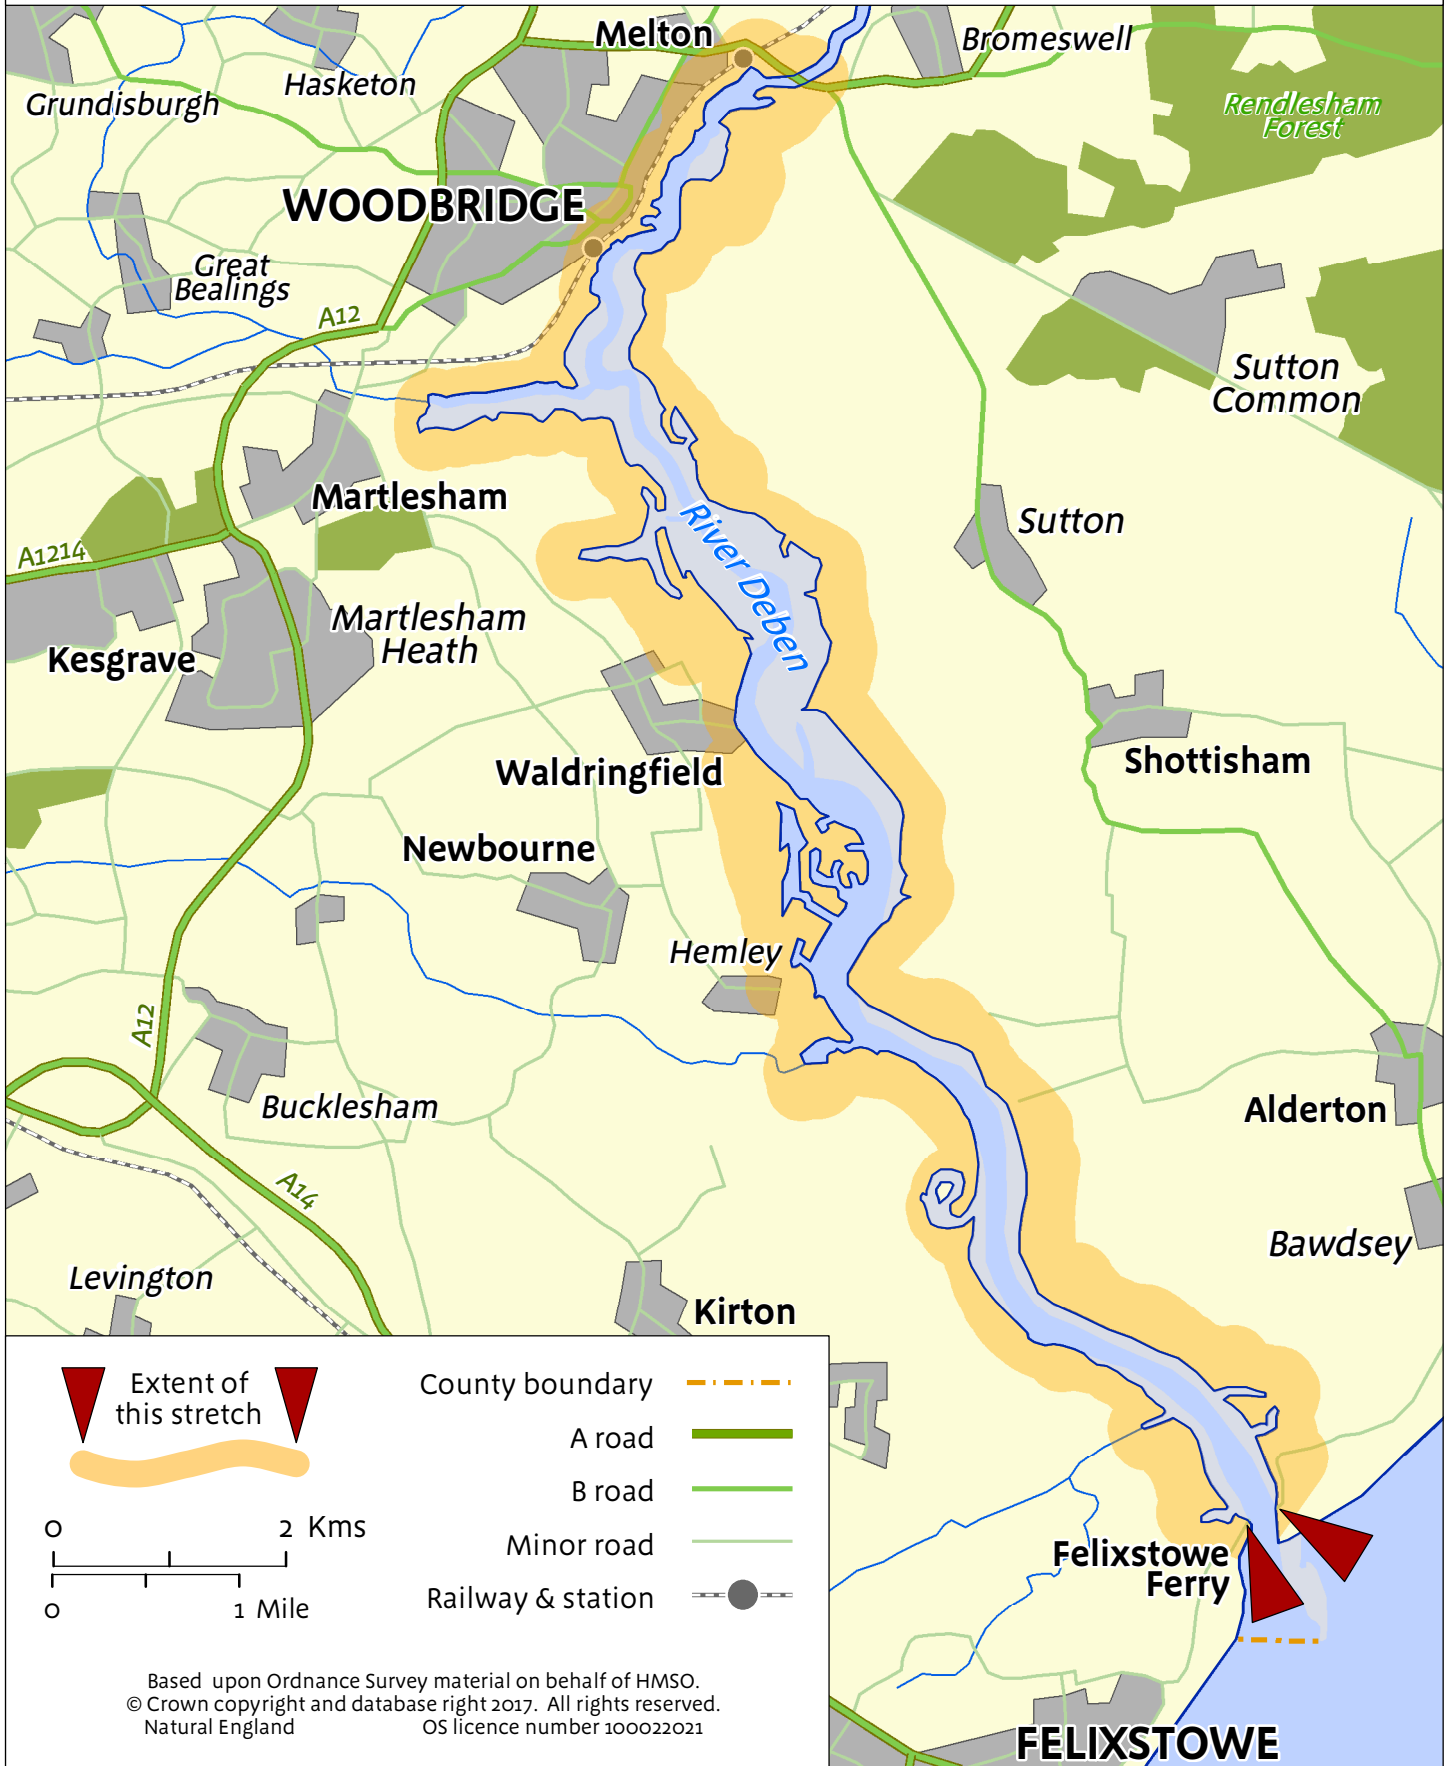 Melton
Bromeswell
Hasketon
Grundisburgh
Rendlesham
Forest
WOODBRIDGE
Great
Bealings
A12
Sutton
Common
Martlesham
Sutton
A1214
River Deben
Martlesham
Heath
Kesgrave
Shottisham
Waldringfield
Newbourne
Hemley
A12
Bucklesham
Alderton
A14
Bawdsey
Levington
Kirton
Extent of
this stretch
County boundary
A road
B road
0 2 Kms
Minor road
Felixstowe
Ferry
Railway & station
0 1 Mile
Based upon Ordnance Survey material on behalf of HMSO.
© Crown copyright and database right 2017. All rights reserved.
Natural England OS licence number 100022021
FELIXSTOWE